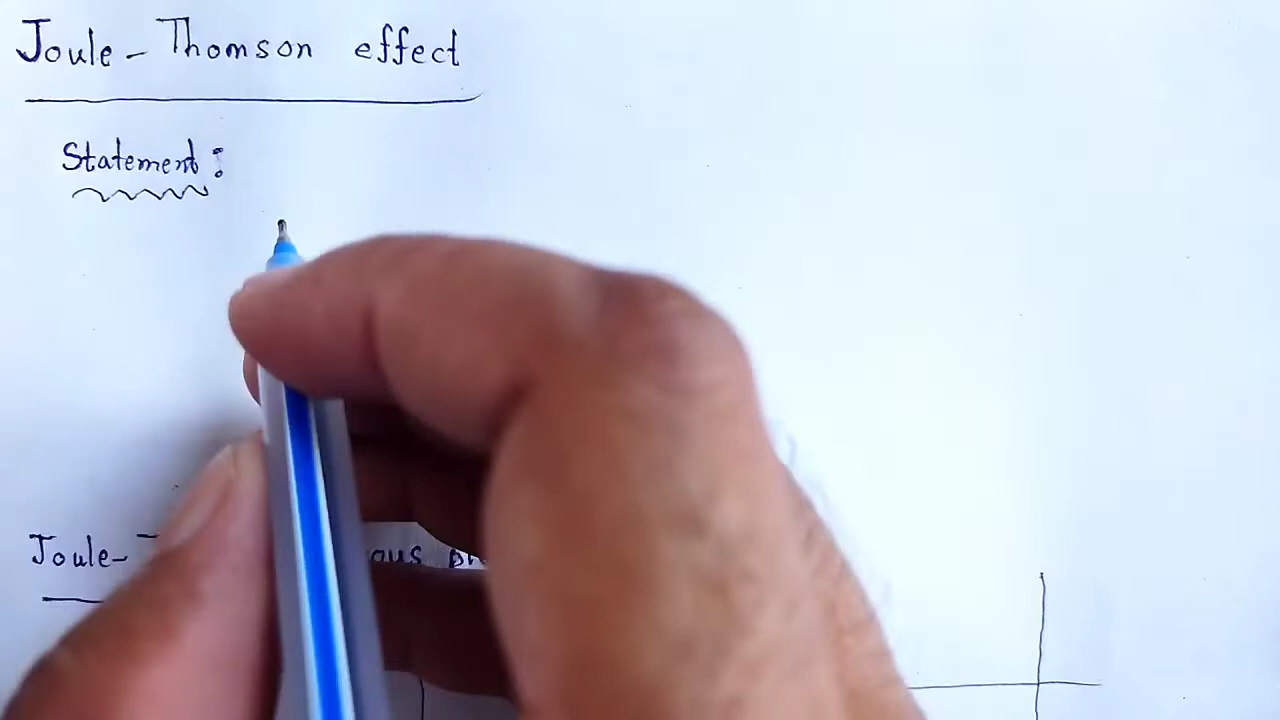 Joule - Thomson effect
Statement :
Joule-